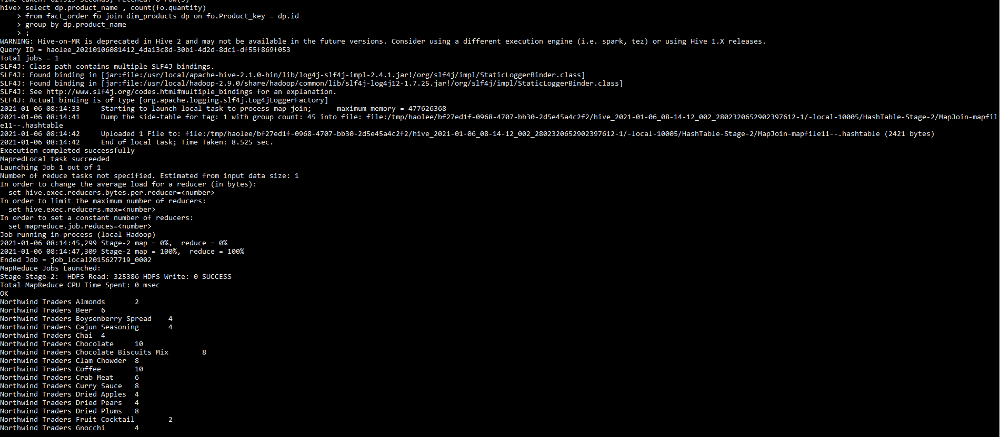 Time taken: 62.919 seconds, Fetched: 8 row(s)
hive> select dp.product_name , count(fo.quantity)
    > from fact_order fo join dim_products dp on fo.Product_key = dp.id
    > group by dp.product_name
    > ;
WARNING: Hive-on-MR is deprecated in Hive 2 and may not be available in the future versions. Consider using a different execution engine (i.e. spark, tez) or using Hive 1.X releases.
Query ID = haolee_20210106081412_4da13c8d-30b1-4d2d-8dc1-df55f869f053
Total jobs = 1
SLF4J: Class path contains multiple SLF4J bindings.
SLF4J: Found binding in [jar:file:/usr/local/apache-hive-2.1.0-bin/lib/log4j-slf4j-impl-2.4.1.jar!/org/slf4j/impl/StaticLoggerBinder.class]
SLF4J: Found binding in [jar:file:/usr/local/hadoop-2.9.0/share/hadoop/common/lib/slf4j-log4j12-1.7.25.jar!/org/slf4j/impl/StaticLoggerBinder.class]
SLF4J: See http://www.slf4j.org/codes.html#multiple_bindings for an explanation.
SLF4J: Actual binding is of type [org.apache.logging.slf4j.Log4jLoggerFactory]
2021-01-06 08:14:33     Starting to launch local task to process map join;      maximum memory = 477626368
2021-01-06 08:14:41     Dump the side-table for tag: 1 with group count: 45 into file: file:/tmp/haolee/bf27ed1f-0968-4707-bb30-2d5e45a4c2f2/hive_2021-01-06_08-14-12_002_2802320652902397612-1/-local-10005/HashTable-Stage-2/MapJoin-mapfil
e11--.hashtable
2021-01-06 08:14:42     Uploaded 1 File to: file:/tmp/haolee/bf27ed1f-0968-4707-bb30-2d5e45a4c2f2/hive_2021-01-06_08-14-12_002_2802320652902397612-1/-local-10005/HashTable-Stage-2/MapJoin-mapfile11--.hashtable (2421 bytes)
2021-01-06 08:14:42     End of local task; Time Taken: 8.525 sec.
Execution completed successfully
MapredLocal task succeeded
Launching Job 1 out of 1
Number of reduce tasks not specified. Estimated from input data size: 1
In order to change the average load for a reducer (in bytes):
  set hive.exec.reducers.bytes.per.reducer=<number>
In order to limit the maximum number of reducers:
  set hive.exec.reducers.max=<number>
In order to set a constant number of reducers:
  set mapreduce.job.reduces=<number>
Job running in-process (local Hadoop)
2021-01-06 08:14:45,299 Stage-2 map = 0%,  reduce = 0%
2021-01-06 08:14:47,309 Stage-2 map = 100%,  reduce = 100%
Ended Job = job_local2015627719_0002
MapReduce Jobs Launched:
Stage-Stage-2:  HDFS Read: 325386 HDFS Write: 0 SUCCESS
Total MapReduce CPU Time Spent: 0 msec
OK
Northwind Traders Almonds       2
Northwind Traders Beer  6
Northwind Traders Boysenberry Spread    4
Northwind Traders Cajun Seasoning       4
Northwind Traders Chai  4
Northwind Traders Chocolate     10
Northwind Traders Chocolate Biscuits Mix        8
Northwind Traders Clam Chowder  8
Northwind Traders Coffee        10
Northwind Traders Crab Meat     6
Northwind Traders Curry Sauce   8
Northwind Traders Dried Apples  4
Northwind Traders Dried Pears   4
Northwind Traders Dried Plums   8
Northwind Traders Fruit Cocktail        2
Northwind Traders Gnocchi       4